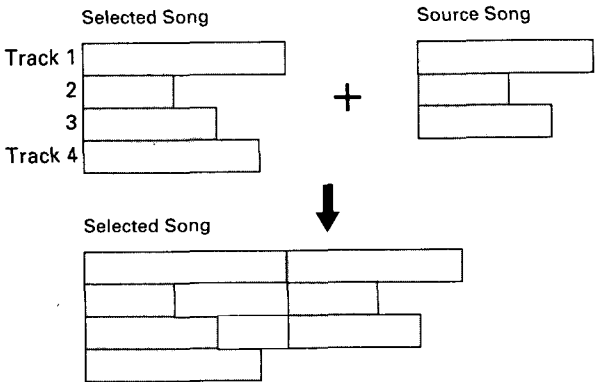 Selected Song
Source Song
Track 1
2
+
3
Track 4
Selected Song